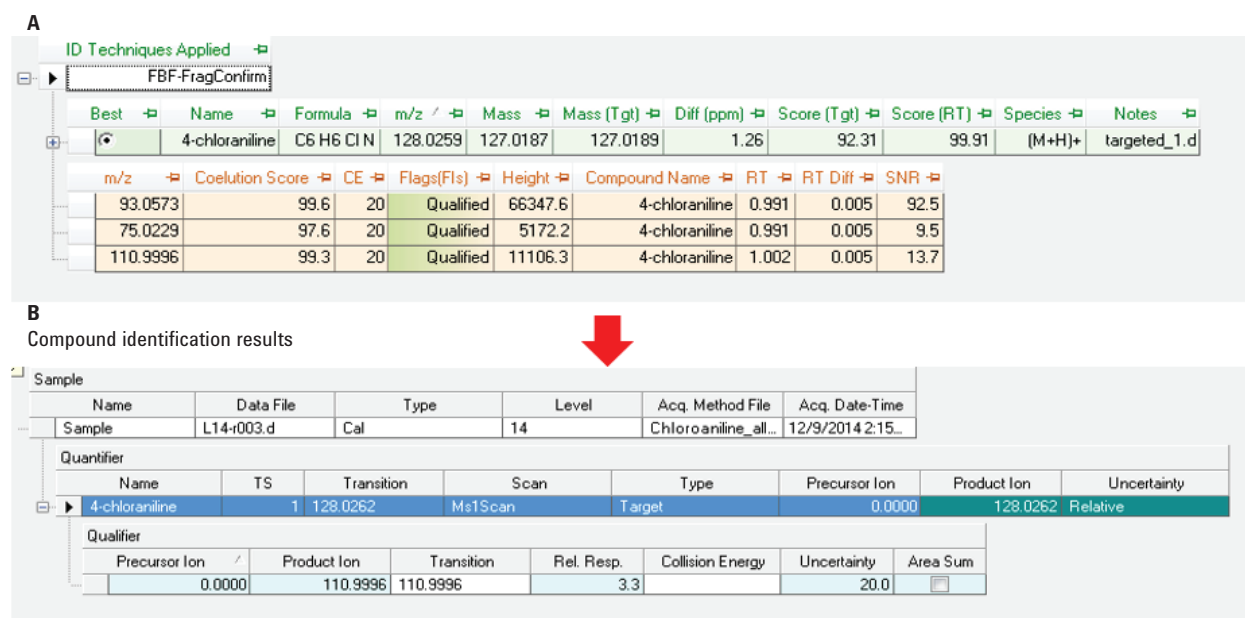 A
ID Techniques Applied
FBF-FragConfirm
Best Name Formula m/z Mass Mass (Tgt) Diff (ppm) Score (Tgt) Score (RT) Species Notes
4-chloraniline C6 H6 Cl N 128.0259 127.0187 127.0189 1.26 92.31 99.91 (M+H)+ targeted_1.d
m/z Coelution Score CE Flags(FIs) Height Compound Name RT RT Diff SNR
93.0573 99.6 20 Qualified 66347.6 4-chloraniline 0.991 0.005 92.5
75.0229 97.6 20 Qualified 5172.2 4-chloraniline 0.991 0.005 9.5
110.9996 99.3 20 Qualified 11106.3 4-chloraniline 1.002 0.005 13.7
B
Compound identification results
Sample
Name Data File Type Level Acq. Method File Acq. Date-Time
Sample L14-r003.d Cal 14 Chloroaniline_all... 12/9/2014 2:15...
Quantifier
Name TS Transition Scan Type Precursor Ion Product Ion Uncertainty
4-chloraniline 1 128.0262 Ms1Scan Target 0.0000 128.0262 Relative
Qualifier
Precursor Ion Product Ion Transition Rel. Resp. Collision Energy Uncertainty Area Sum
0.0000 110.9996 110.9996 3.3 20.0